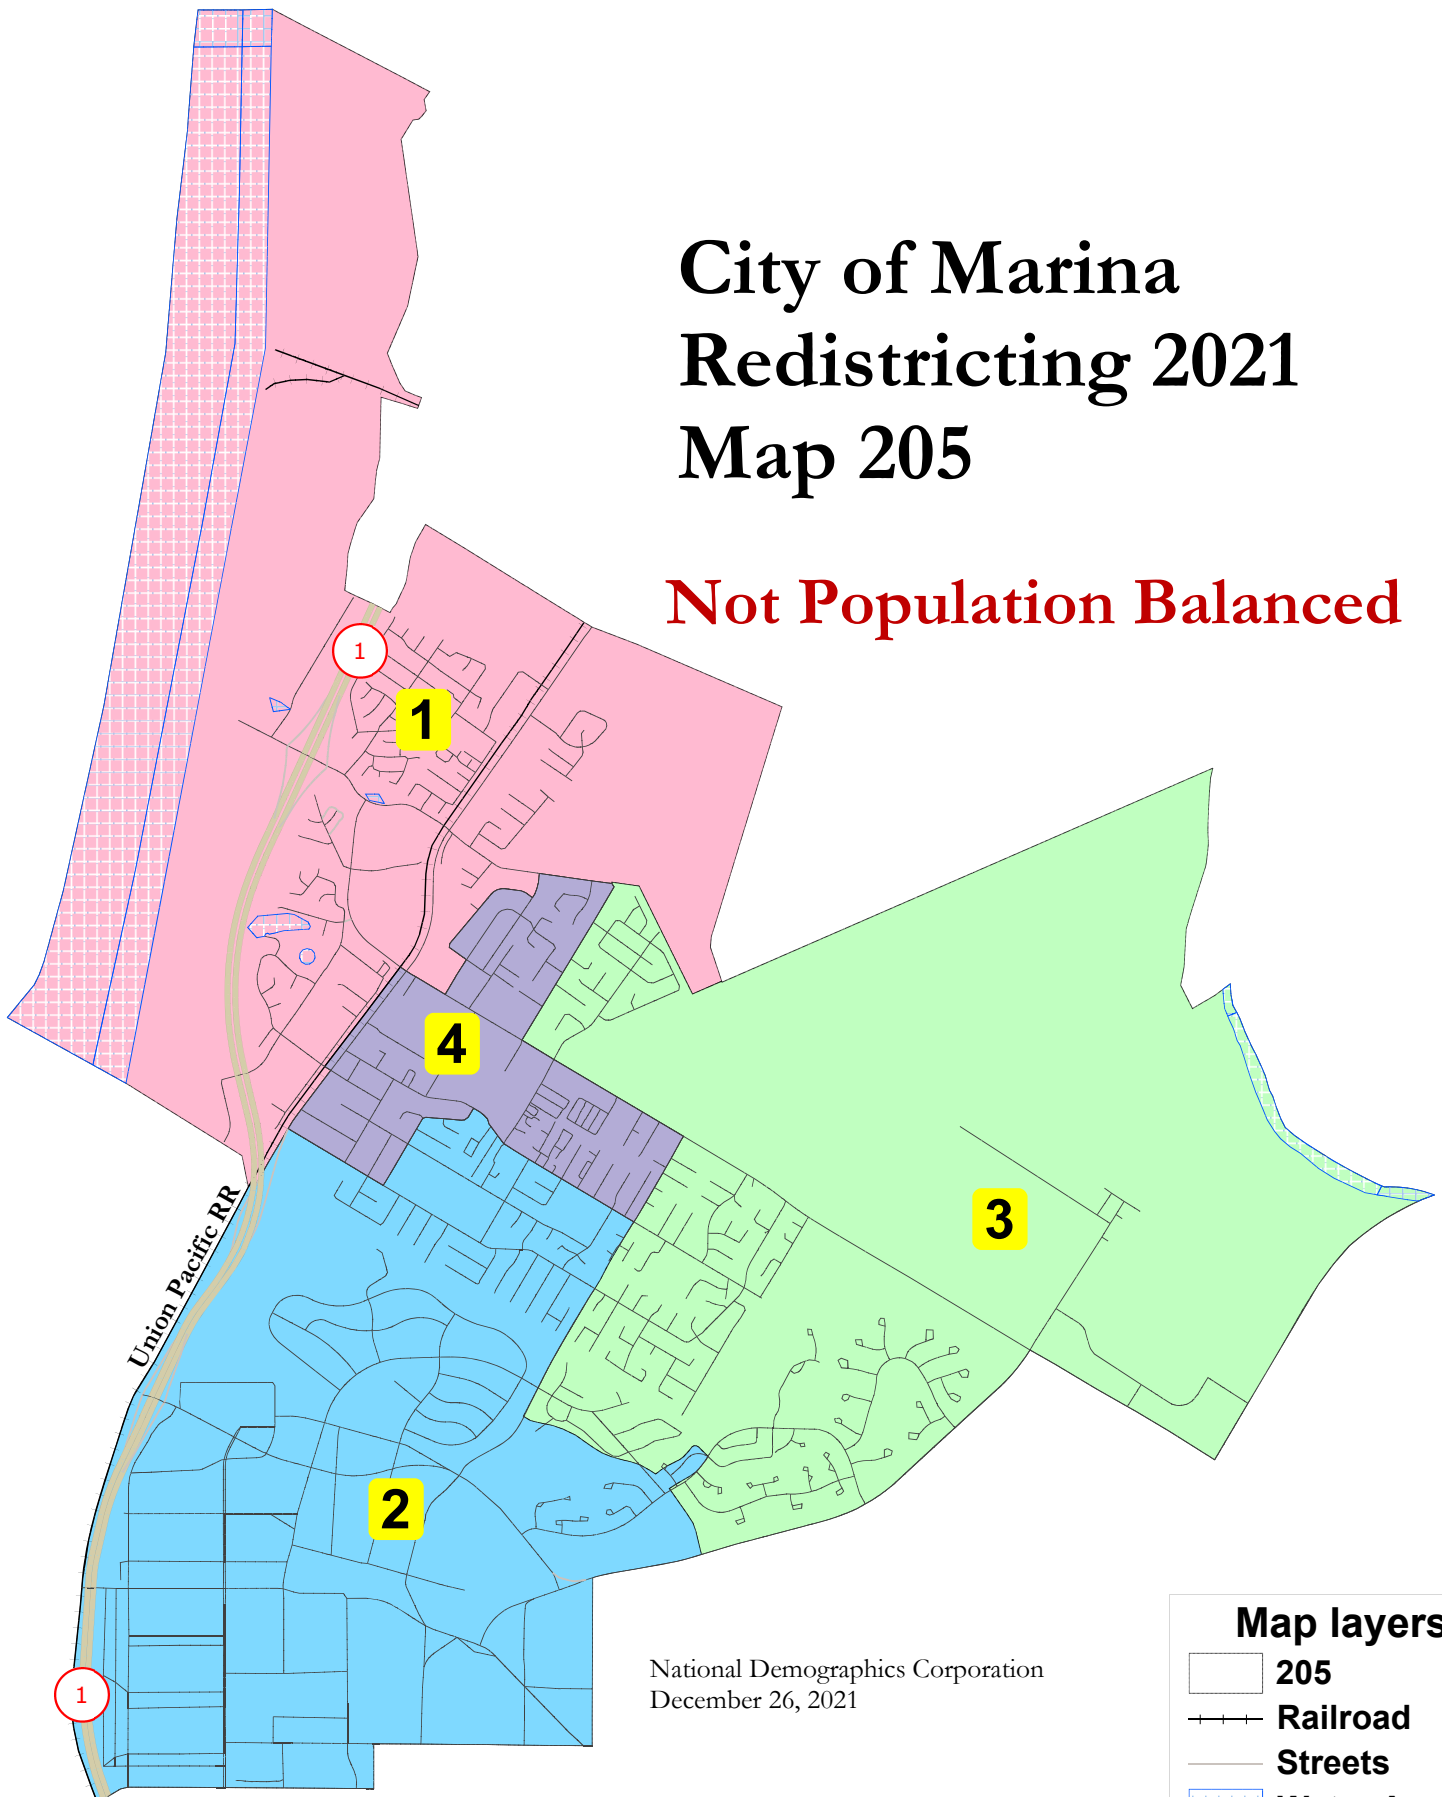 City of Marina
Redistricting 2021
Map 205
Not Population Balanced
1
1
4
3
Union Pacific RR
2
1
National Demographics Corporation
December 26, 2021
Map layers
205
Railroad
Streets